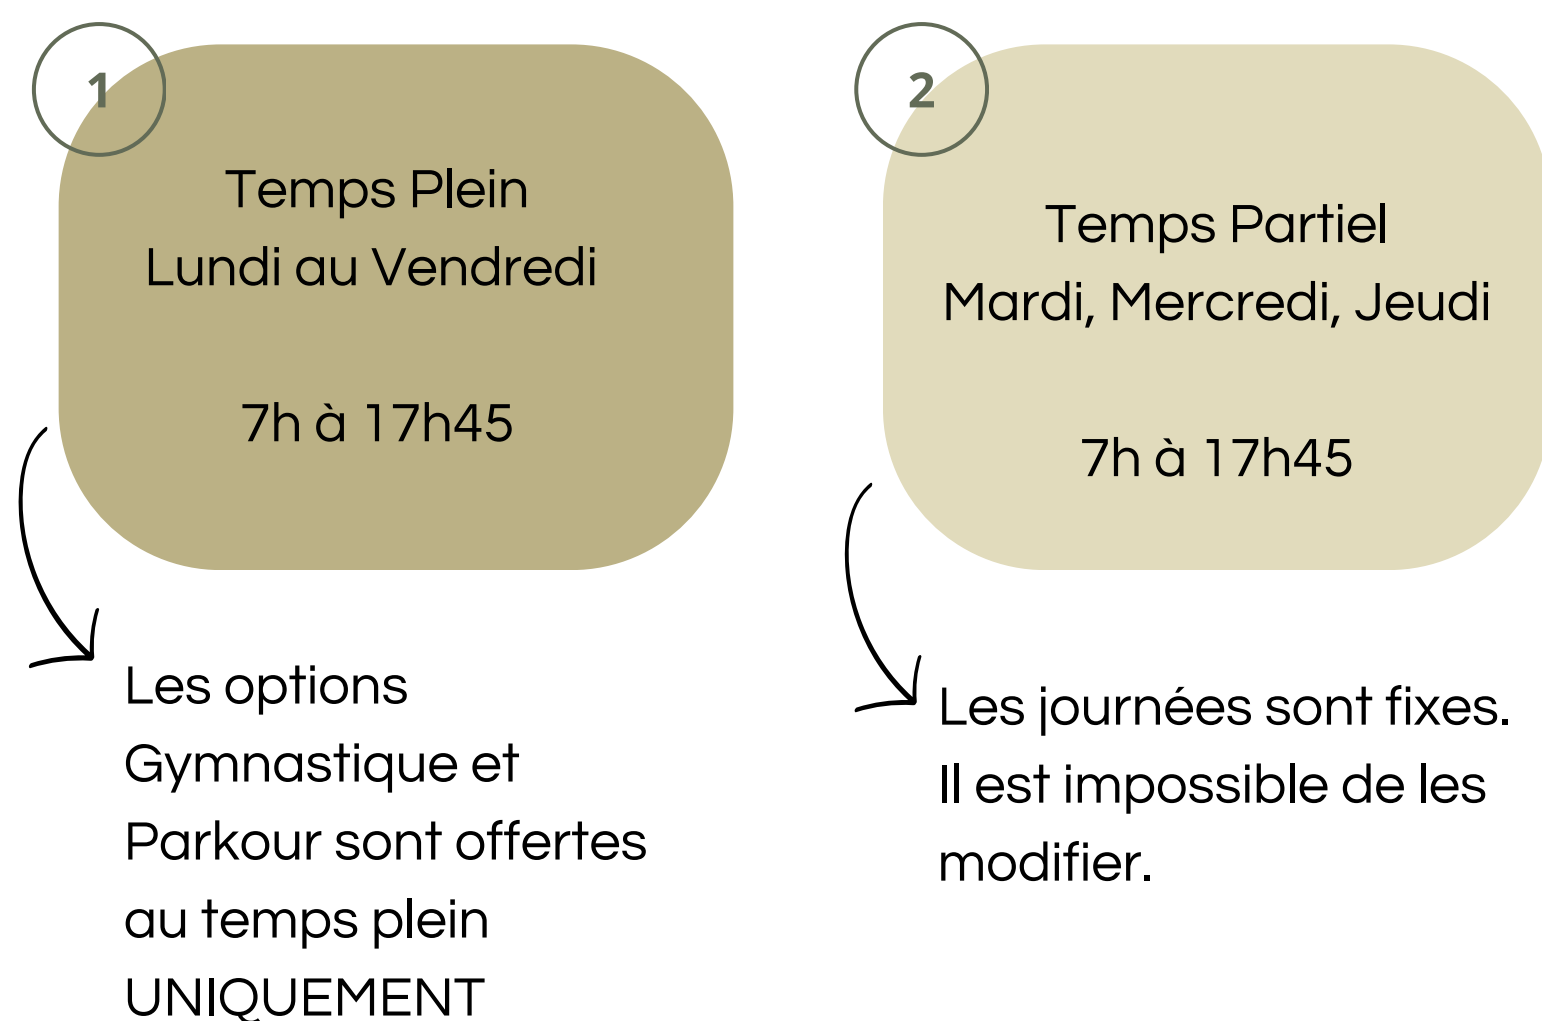 1
Temps Plein
Lundi au Vendredi
7h à 17h45
Les options
Gymnastique et
Parkour sont offertes
au temps plein
UNIQUEMENT
2
Temps Partiel
Mardi, Mercredi, Jeudi
7h à 17h45
Les journées sont fixes.
Il est impossible de les
modifier.